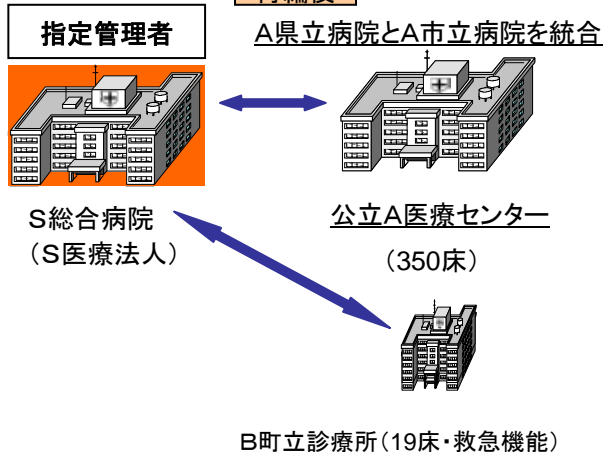 指定管理者
A県立病院とA市立病院を統合
S総合病院
（S医療法人）
公立A医療センター
（350床）
B町立診療所（19床・救急機能）